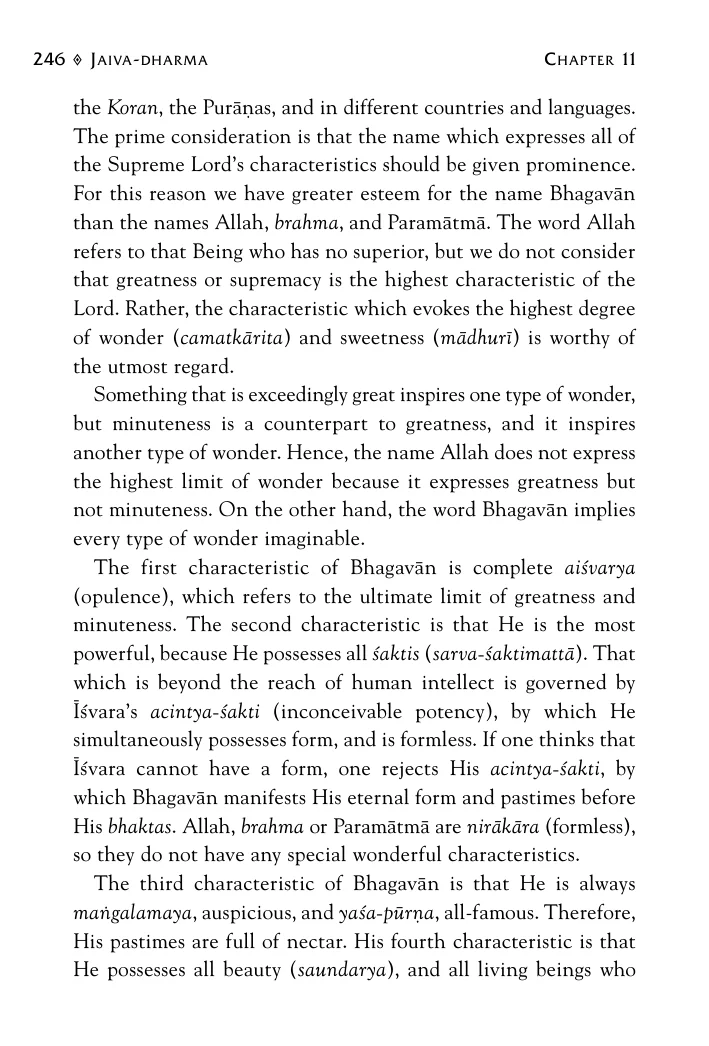 246 ◊ JAIVA-DHARMA CHAPTER 11
the Koran, the Purāṇas, and in different countries and languages.
The prime consideration is that the name which expresses all of
the Supreme Lord's characteristics should be given prominence.
For this reason we have greater esteem for the name Bhagavān
than the names Allah, brahma, and Paramātmā. The word Allah
refers to that Being who has no superior, but we do not consider
that greatness or supremacy is the highest characteristic of the
Lord. Rather, the characteristic which evokes the highest degree
of wonder (camatkārita) and sweetness (mādhurī) is worthy of
the utmost regard.
Something that is exceedingly great inspires one type of wonder,
but minuteness is a counterpart to greatness, and it inspires
another type of wonder. Hence, the name Allah does not express
the highest limit of wonder because it expresses greatness but
not minuteness. On the other hand, the word Bhagavān implies
every type of wonder imaginable.
The first characteristic of Bhagavān is complete aiśvarya
(opulence), which refers to the ultimate limit of greatness and
minuteness. The second characteristic is that He is the most
powerful, because He possesses all śaktis (sarva-śaktimattā). That
which is beyond the reach of human intellect is governed by
Īśvara's acintya-śakti (inconceivable potency), by which He
simultaneously possesses form, and is formless. If one thinks that
Īśvara cannot have a form, one rejects His acintya-śakti, by
which Bhagavān manifests His eternal form and pastimes before
His bhaktas. Allah, brahma or Paramātmā are nirākāra (formless),
so they do not have any special wonderful characteristics.
The third characteristic of Bhagavān is that He is always
maṅgalamaya, auspicious, and yaśa-pūrṇa, all-famous. Therefore,
His pastimes are full of nectar. His fourth characteristic is that
He possesses all beauty (saundarya), and all living beings who